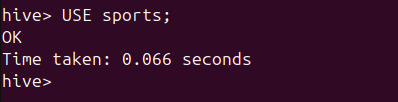 hive> USE sports;
OK
Time taken: 0.066 seconds
hive>